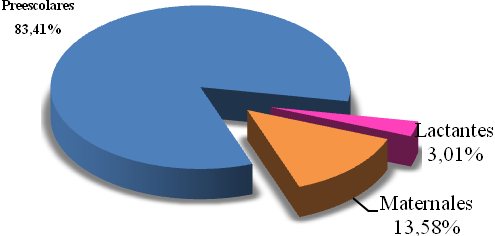 Preescolares
83,41%
Lactantes
3,01%
Maternales
13,58%